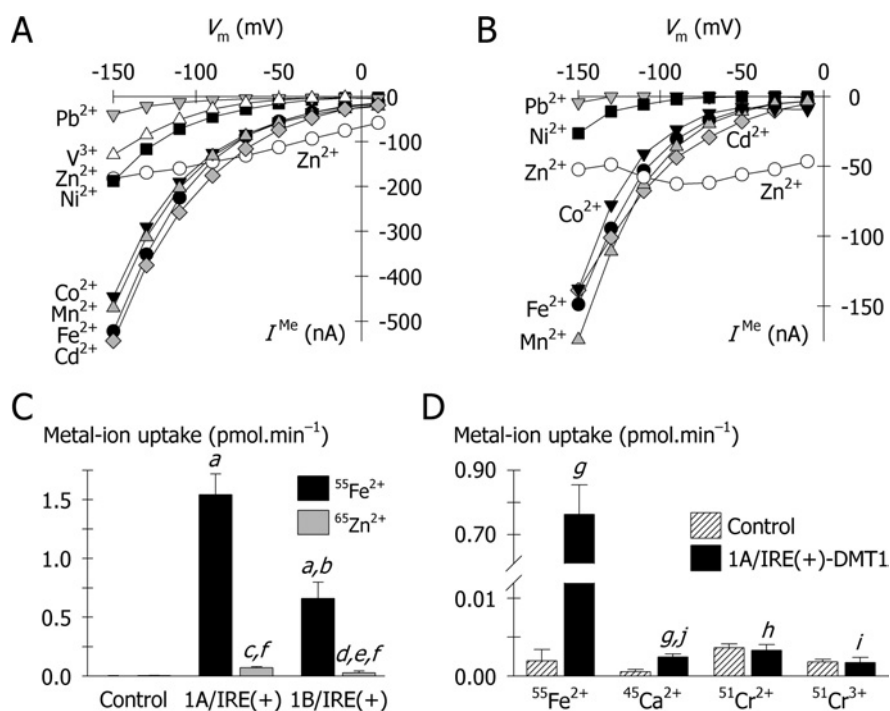 A
B
V_m (mV)
V_m (mV)
-150 -100 -50 0
-150 -100 -50 0
0
-100
-200
-300
-400
-500
Pb²⁺
V³⁺
Zn²⁺
Ni²⁺
Zn²⁺
Co²⁺
Mn²⁺
Fe²⁺
Cd²⁺
I^Me (nA)
0
-50
-100
-150
Pb²⁺
Ni²⁺
Cd²⁺
Zn²⁺
Zn²⁺
Co²⁺
Fe²⁺
Mn²⁺
I^Me (nA)
C
Metal-ion uptake (pmol.min⁻¹)
1.5
1.0
0.5
0.0
a
a,b
c,f
d,e,f
⁵⁵Fe²⁺
⁶⁵Zn²⁺
Control 1A/IRE(+) 1B/IRE(+)
D
Metal-ion uptake (pmol.min⁻¹)
0.90
0.70
0.01
0.00
g
g,j
h
i
Control
1A/IRE(+)-DMT1
⁵⁵Fe²⁺ ⁴⁵Ca²⁺ ⁵¹Cr²⁺ ⁵¹Cr³⁺